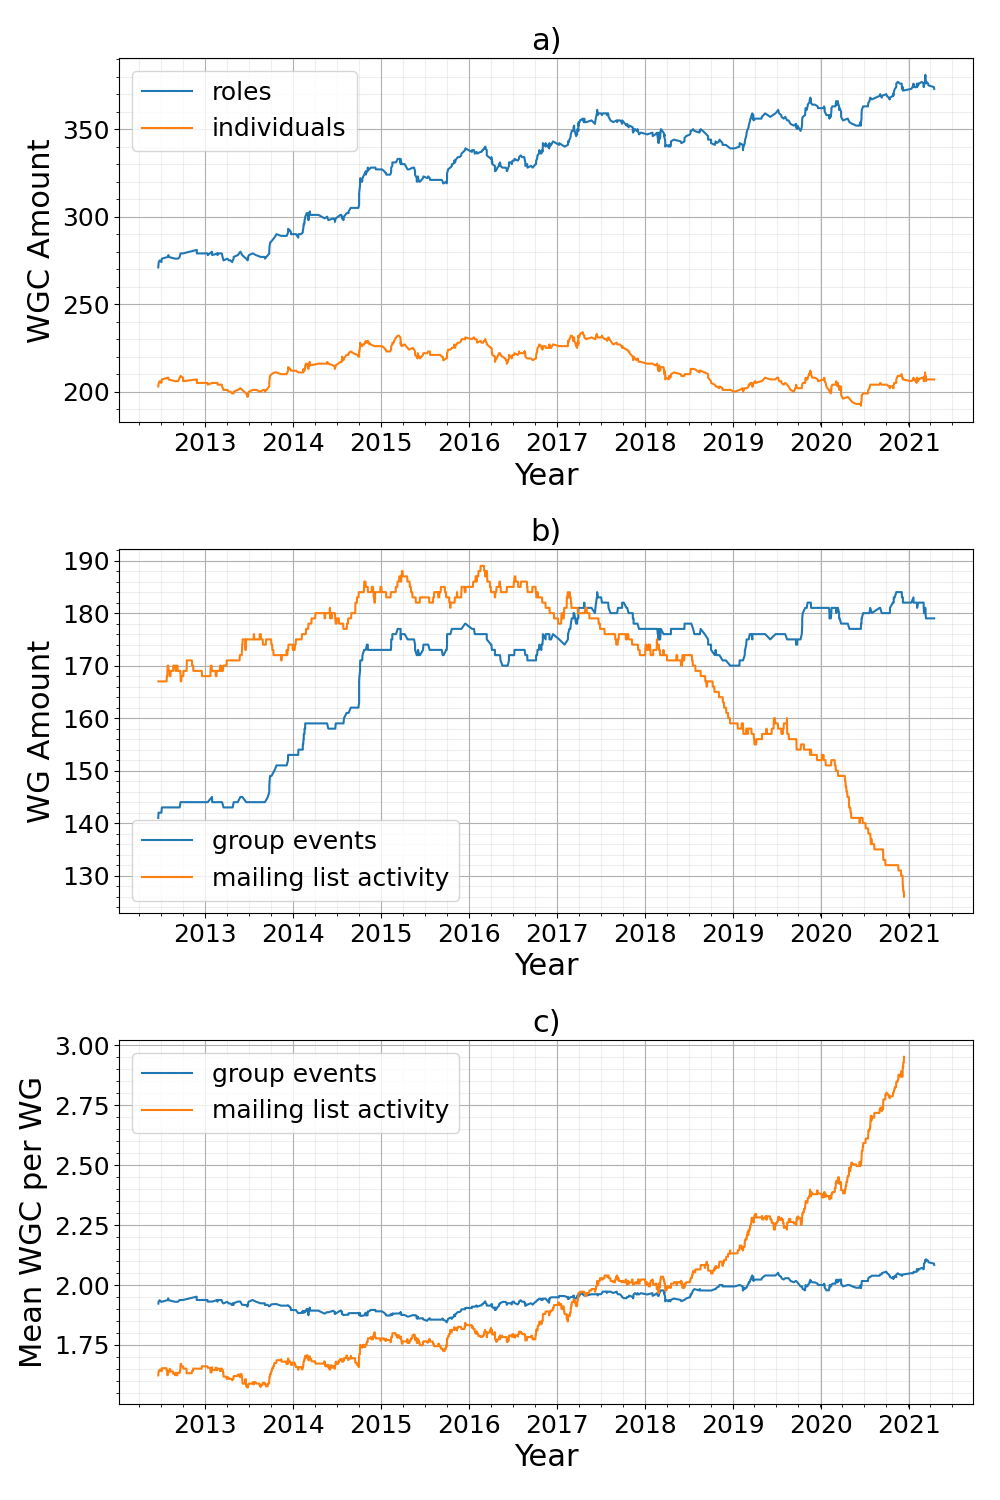 a)
WGC Amount
350
300
250
200
roles
individuals
2013 2014 2015 2016 2017 2018 2019 2020 2021
Year
b)
WG Amount
190
180
170
160
150
140
130
group events
mailing list activity
2013 2014 2015 2016 2017 2018 2019 2020 2021
Year
c)
Mean WGC per WG
3.00
2.75
2.50
2.25
2.00
1.75
group events
mailing list activity
2013 2014 2015 2016 2017 2018 2019 2020 2021
Year